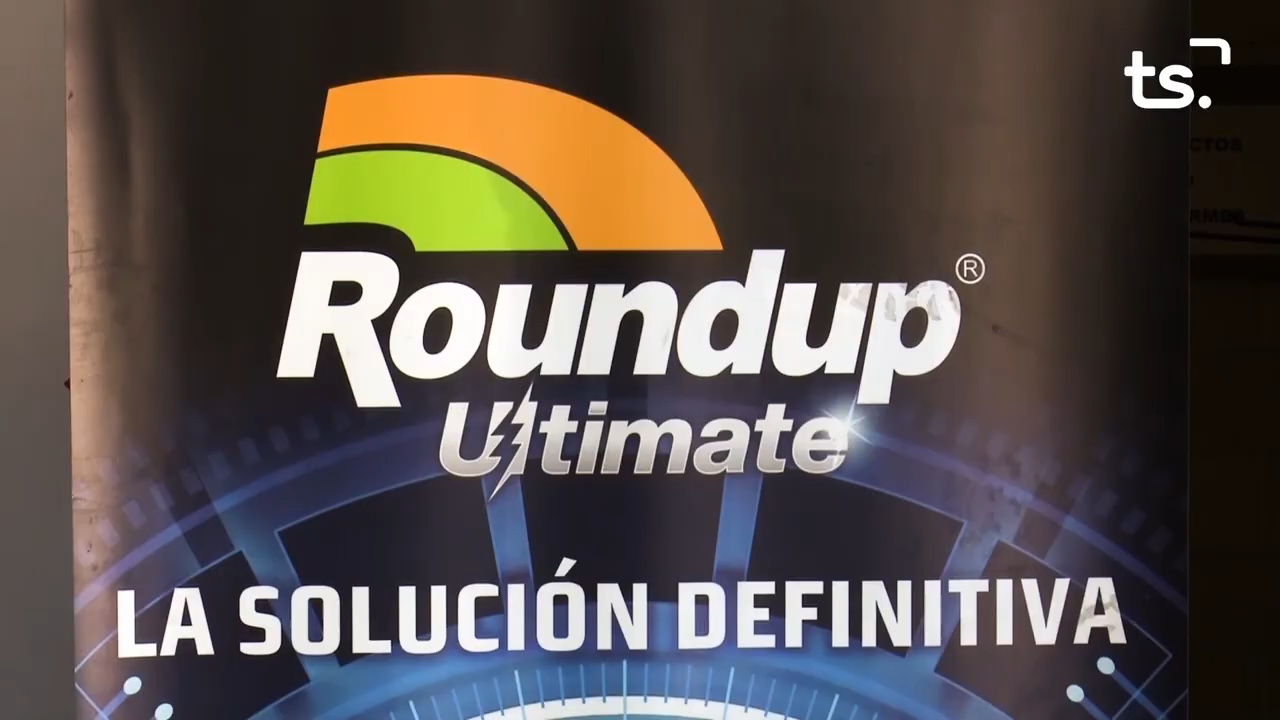 ts.
Roundup®
Ultimate
LA SOLUCIÓN DEFINITIVA